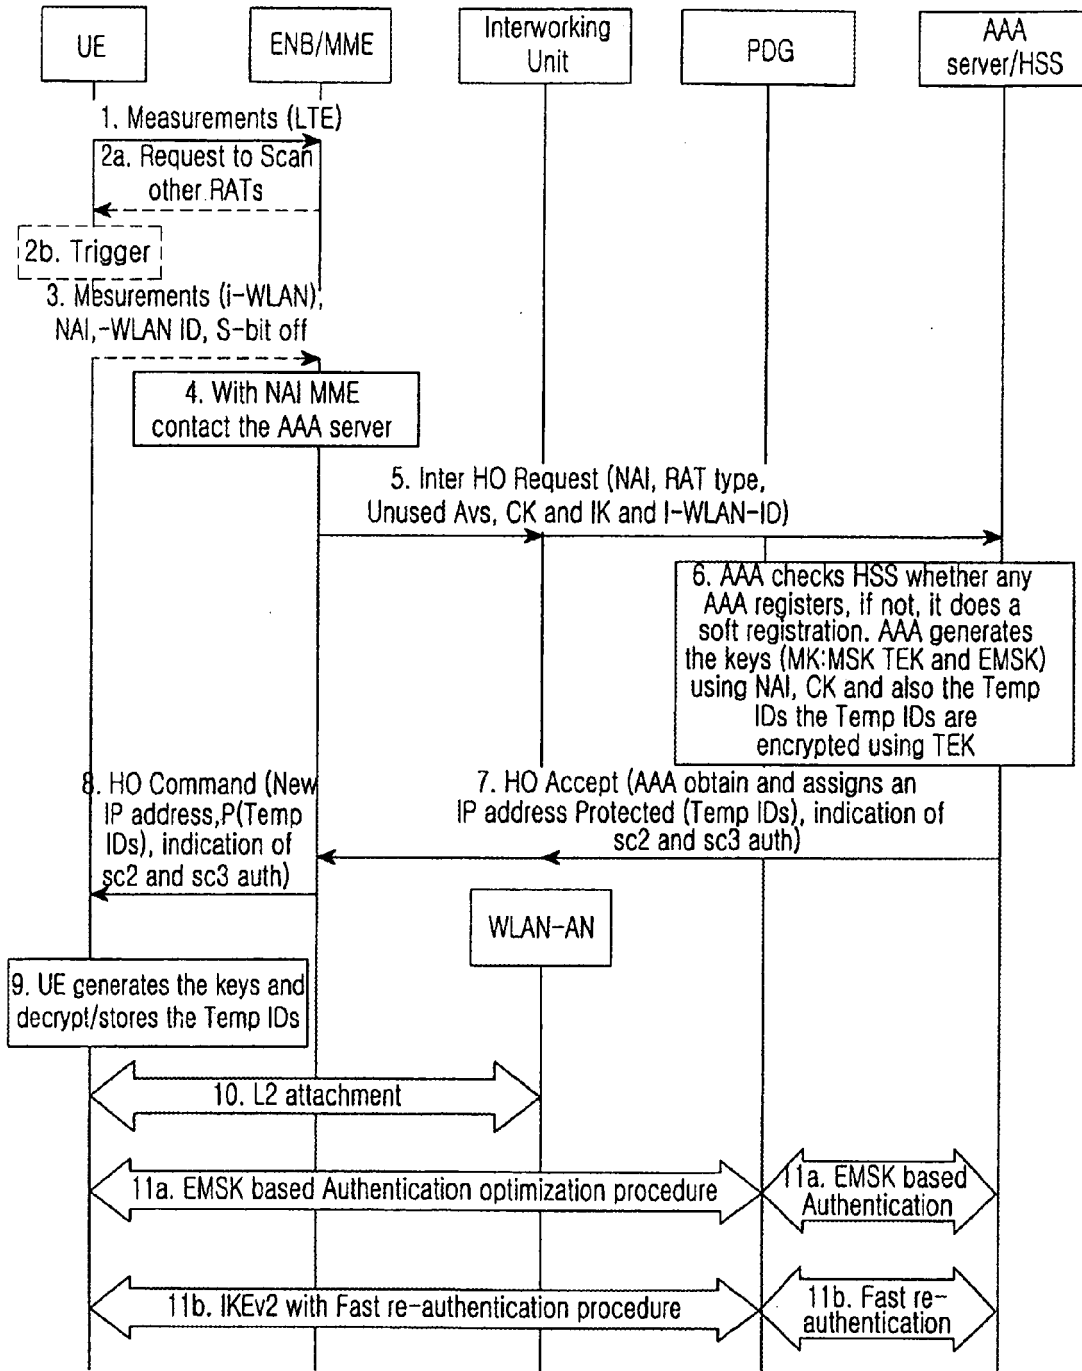 UE
ENB/MME
Interworking
Unit
PDG
AAA
server/HSS
1. Measurements (LTE)
2a. Request to Scan
other RATs
2b. Trigger
3. Mesurements (i-WLAN),
NAI,-WLAN ID, S-bit off
4. With NAI MME
contact the AAA server
5. Inter HO Request (NAI, RAT type,
Unused Avs, CK and IK and I-WLAN-ID)
6. AAA checks HSS whether any
AAA registers, if not, it does a
soft registration. AAA generates
the keys (MK:MSK TEK and EMSK)
using NAI, CK and also the Temp
IDs the Temp IDs are
encrypted using TEK
7. HO Accept (AAA obtain and assigns an
IP address Protected (Temp IDs), indication of
sc2 and sc3 auth)
8. HO Command (New
IP address,P(Temp
IDs), indication of
sc2 and sc3 auth)
WLAN-AN
9. UE generates the keys and
decrypt/stores the Temp IDs
10. L2 attachment
11a. EMSK based Authentication optimization procedure
11a. EMSK based
Authentication
11b. IKEv2 with Fast re-authentication procedure
11b. Fast re-
authentication